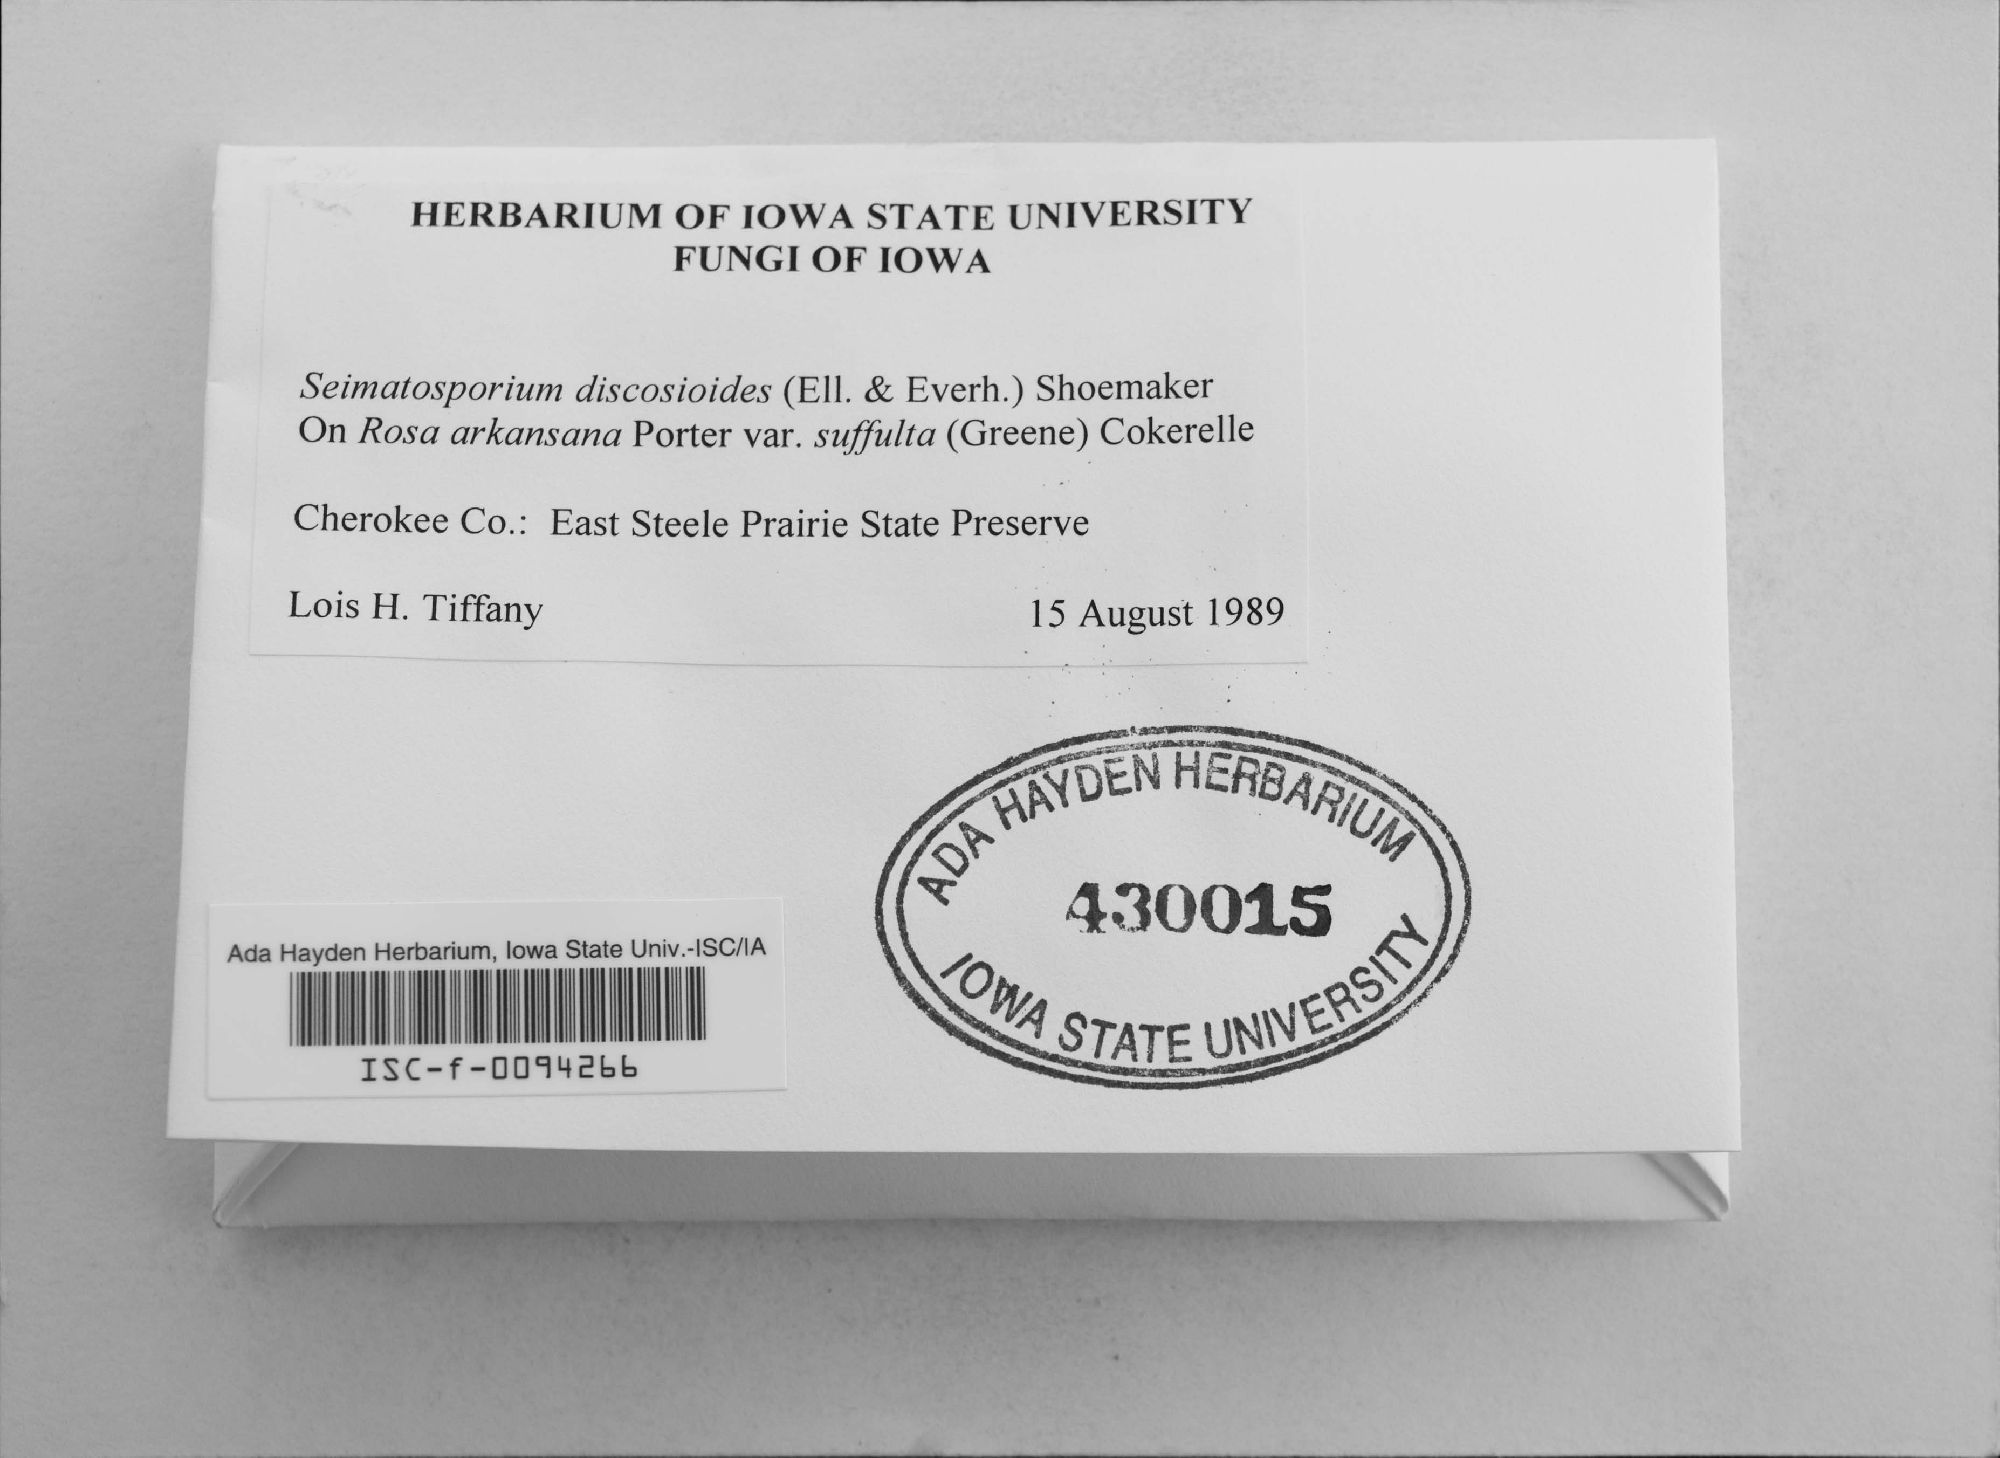 HERBARIUM OF IOWA STATE UNIVERSITY
FUNGI OF IOWA
Seimatosporium discosioides (Ell. & Everh.) Shoemaker
On Rosa arkansana Porter var. suffulta (Greene) Cokerelle
Cherokee Co.: East Steele Prairie State Preserve
Lois H. Tiffany 15 August 1989
ADA HAYDEN HERBARIUM
430015
IOWA STATE UNIVERSITY
Ada Hayden Herbarium, Iowa State Univ.-ISC/IA
ISC-f-0094266